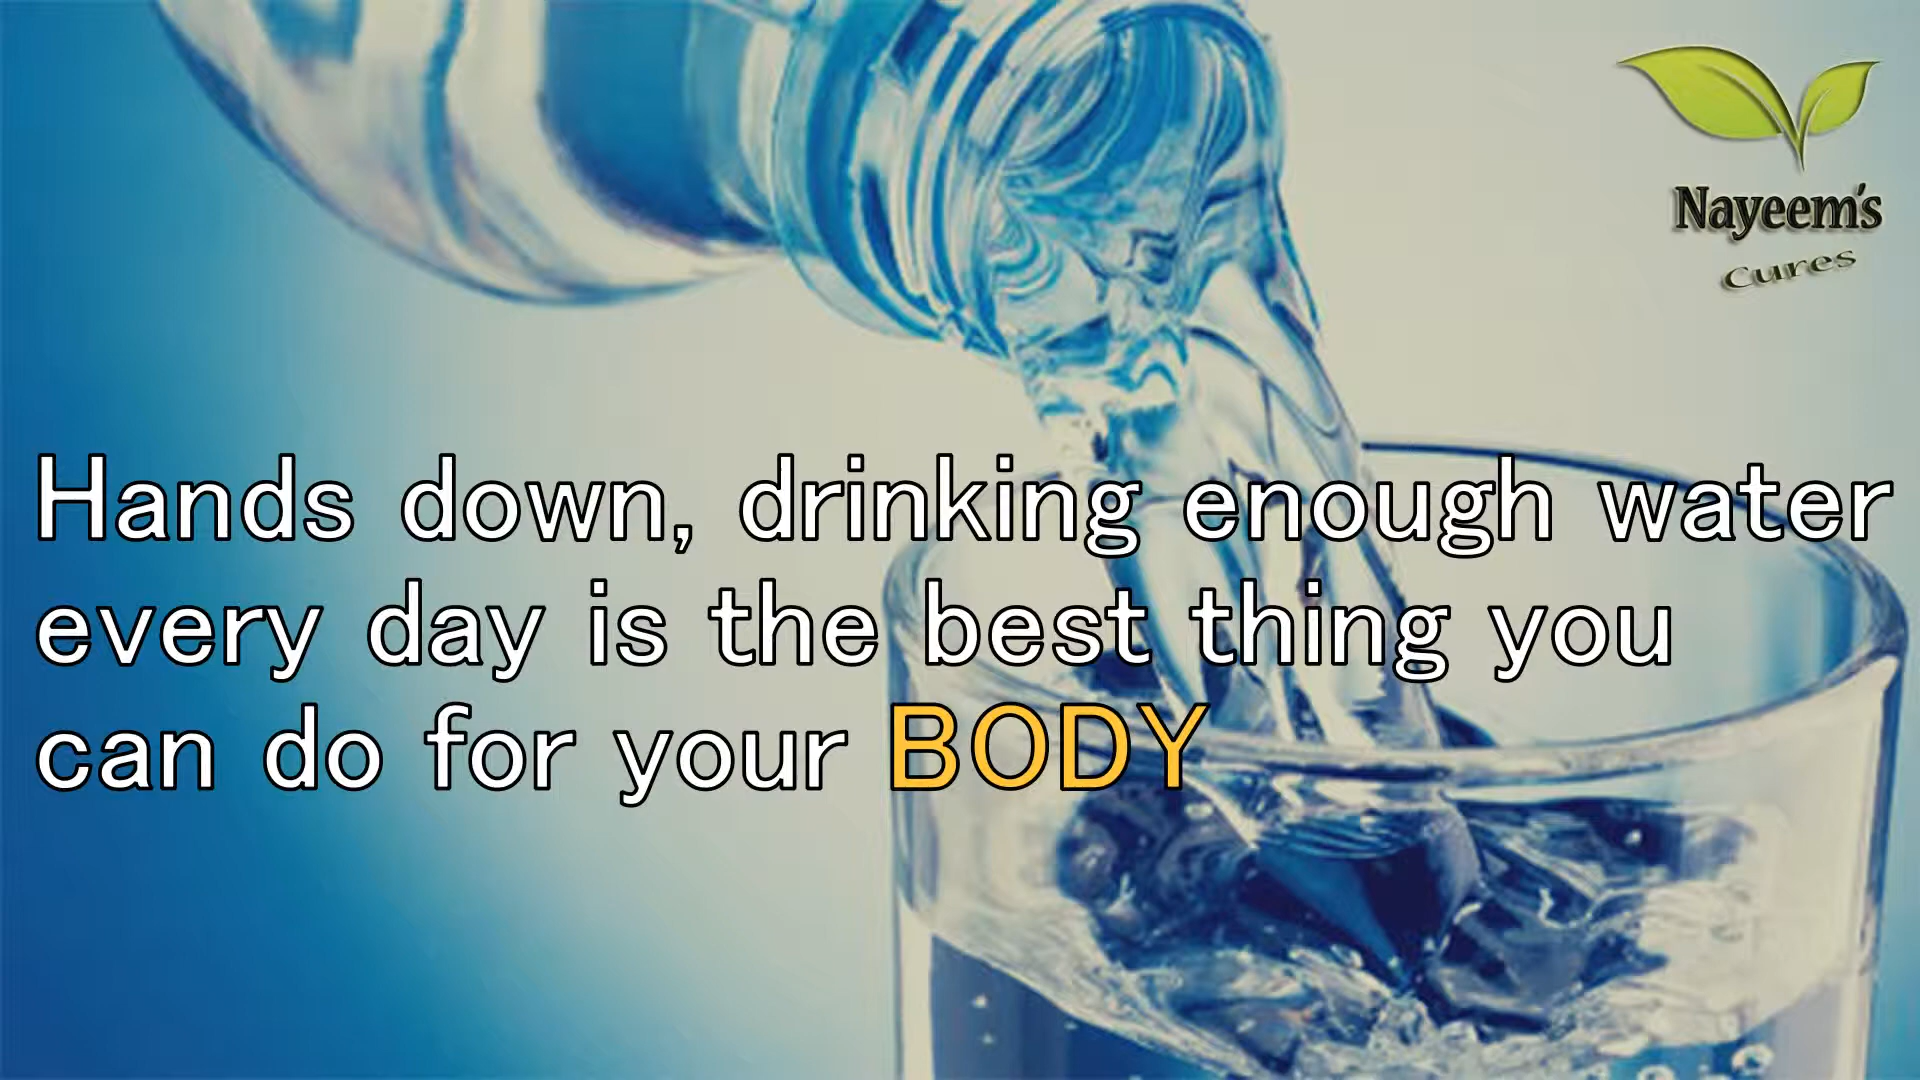 Nayeem's
Cures
Hands down, drinking enough water
every day is the best thing you
can do for your BODY